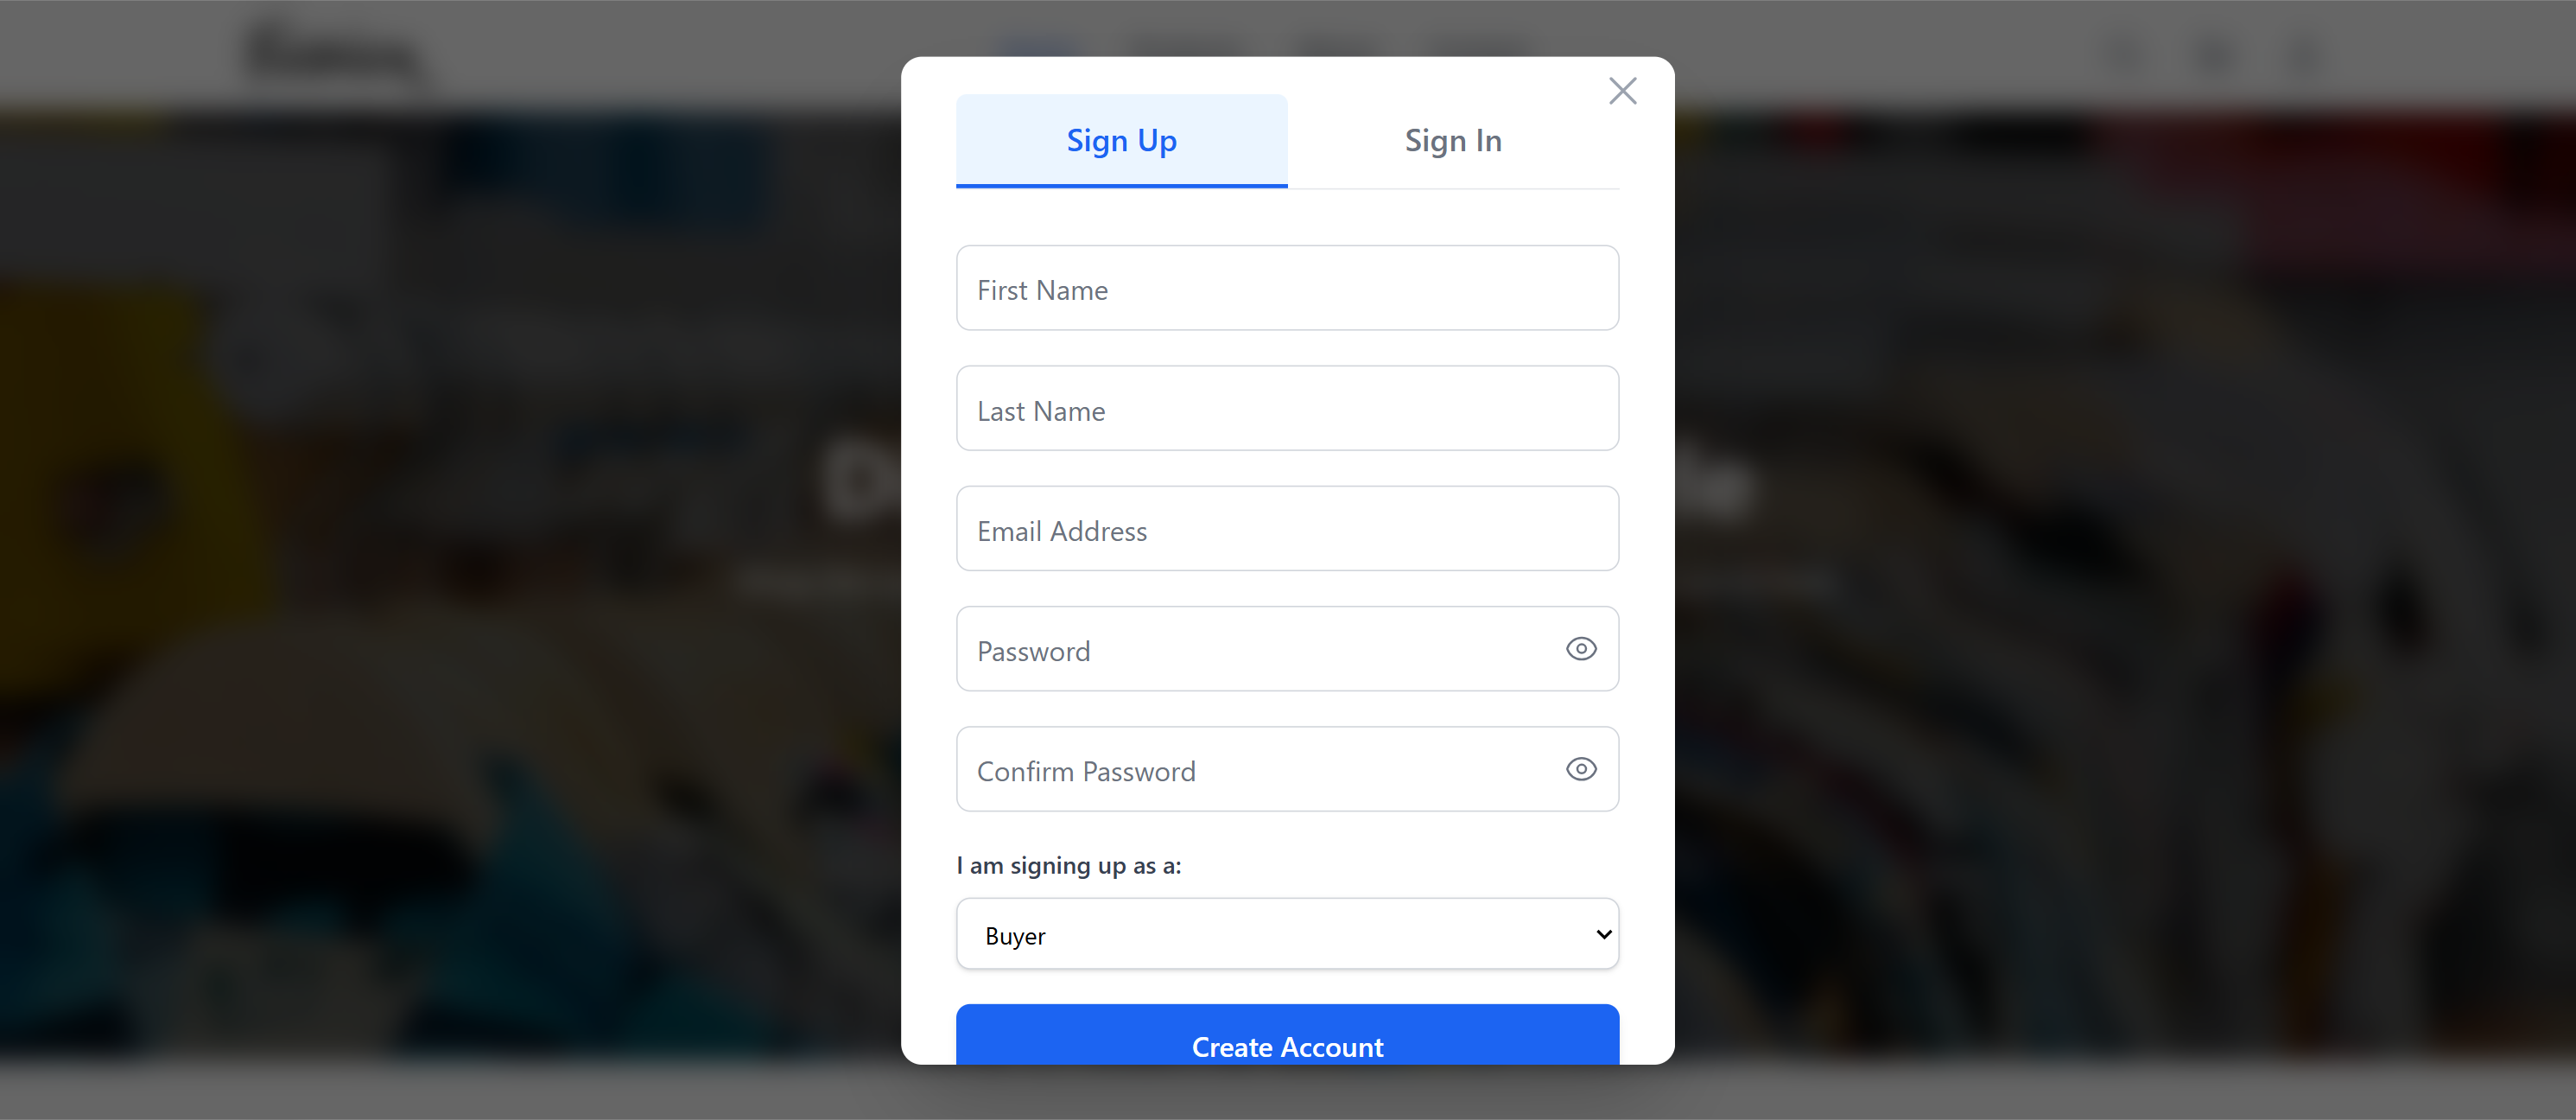 Sign Up
Sign In
First Name
Last Name
Email Address
Password
Confirm Password
I am signing up as a:
Buyer
Create Account